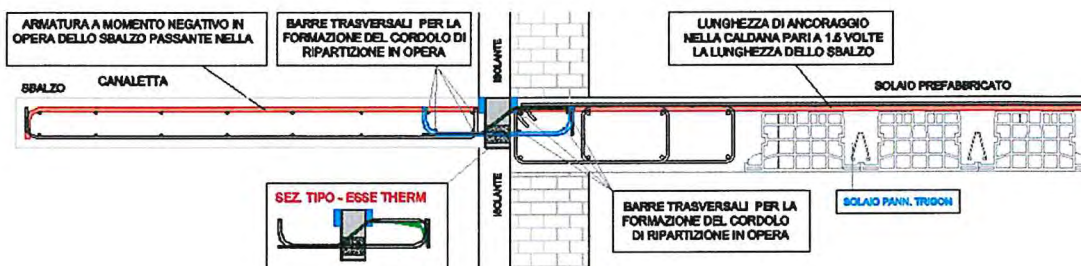 ARMATURA A MOMENTO NEGATIVO IN
OPERA DELLO SBALZO PASSANTE NELLA
CANALETTA
SBALZO
BARRE TRASVERSALI PER LA
FORMAZIONE DEL CORDOLO DI
RIPARTIZIONE IN OPERA
ISOLANTE
LUNGHEZZA DI ANCORAGGIO
NELLA CALDANA PARI A 1.5 VOLTE
LA LUNGHEZZA DELLO SBALZO
SOLAIO PREFABBRICATO
SEZ. TIPO - ESSE THERM
ISOLANTE
BARRE TRASVERSALI PER LA
FORMAZIONE DEL CORDOLO
DI RIPARTIZIONE IN OPERA
SOLAIO PANN. TRIGON